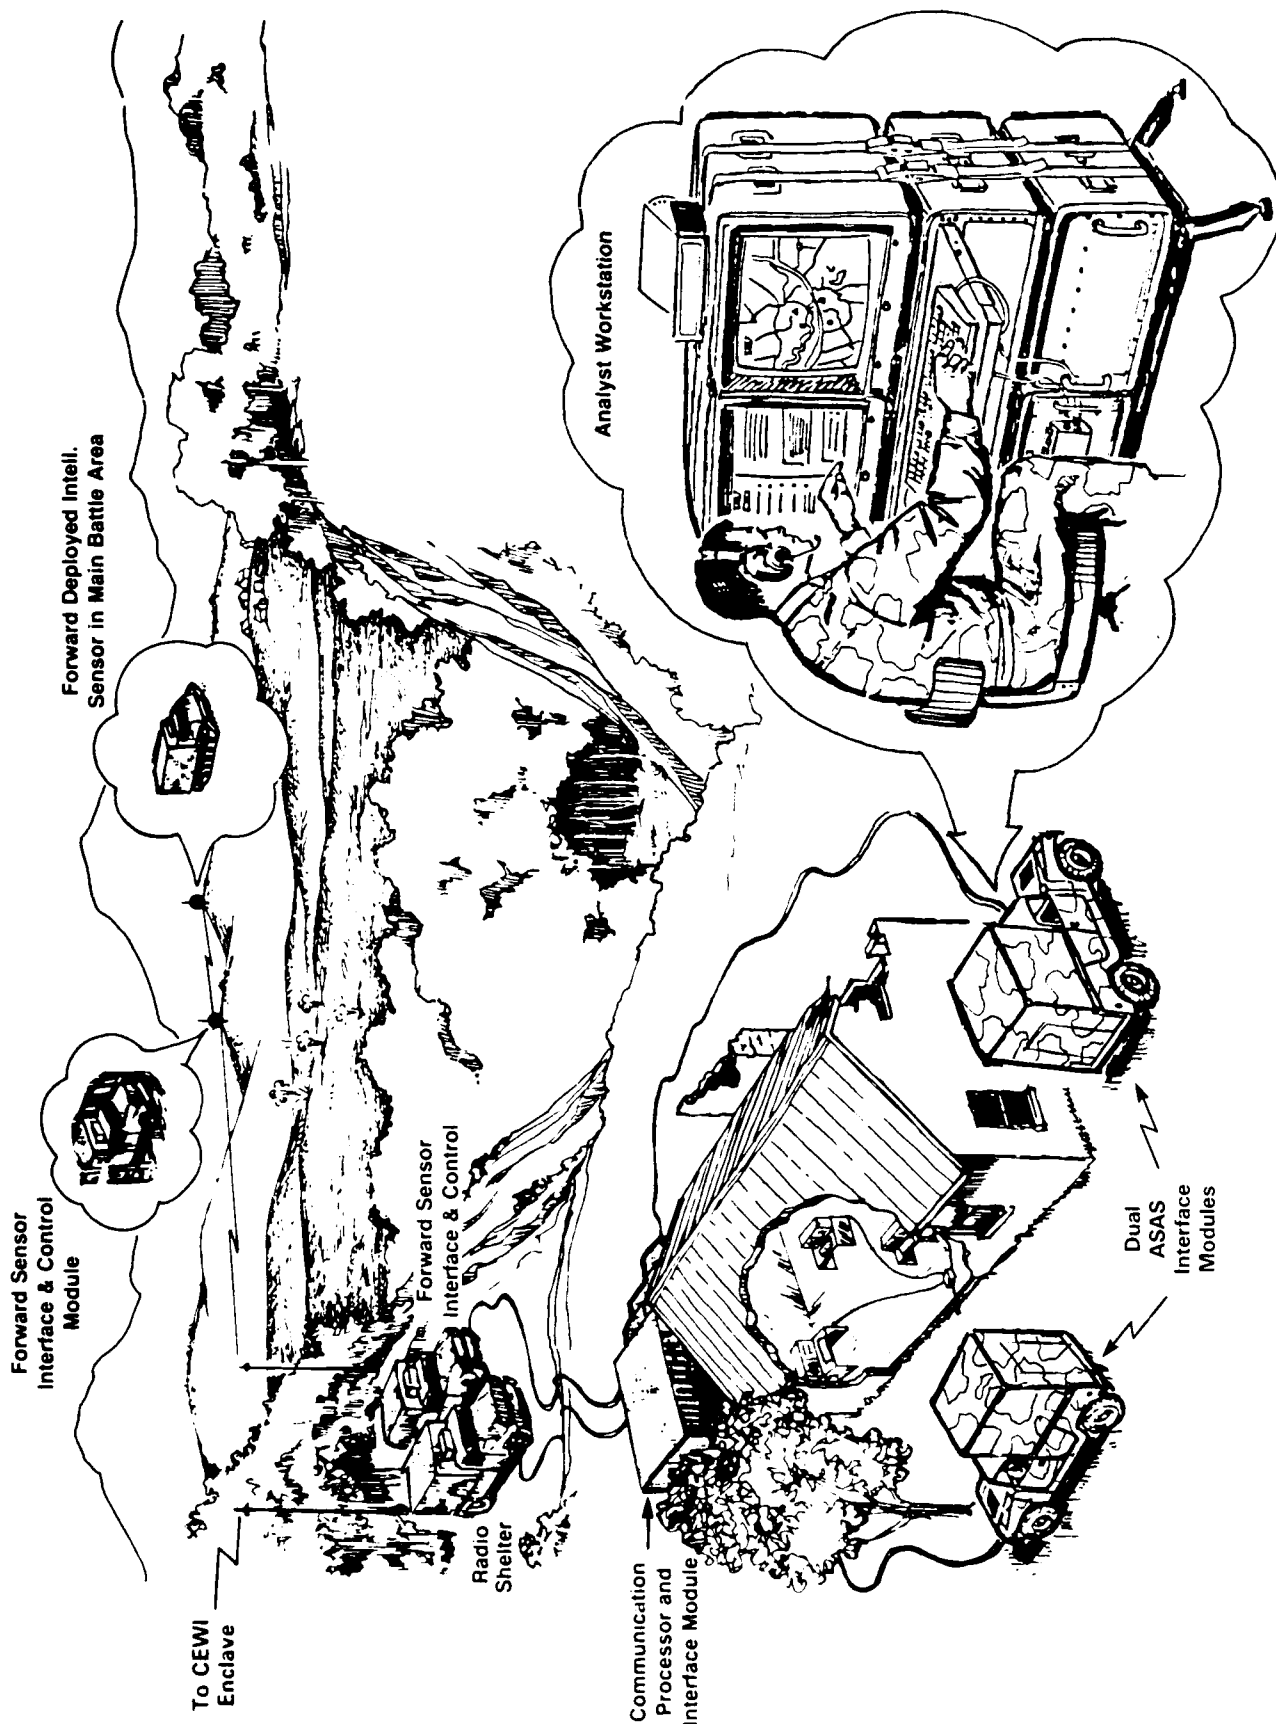 Forward Sensor
Interface & Control
Module
Forward Deployed Intell.
Sensor in Main Battle Area
To CEWI
Enclave
Radio
Shelter
Forward Sensor
Interface & Control
Analyst Workstation
Communication
Processor and
Interface Module
Dual
ASAS
Interface
Modules